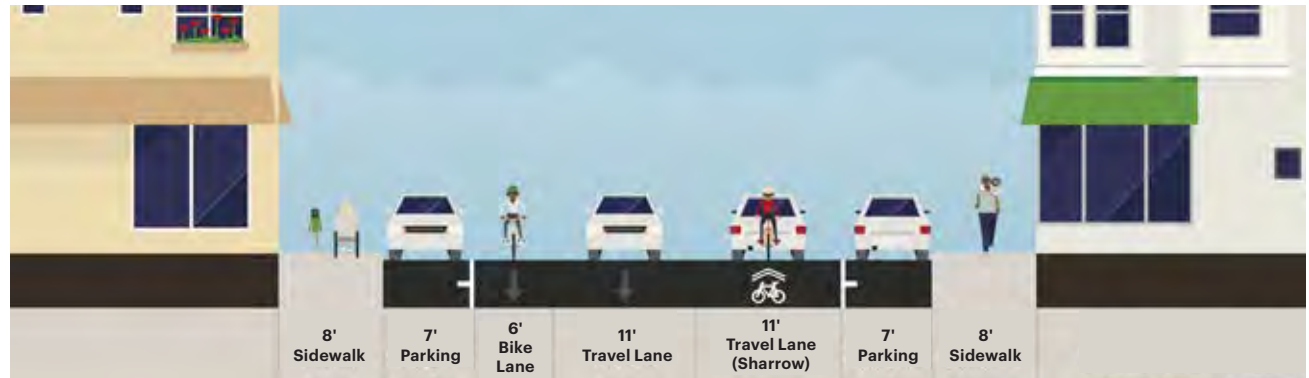 8'
Sidewalk
7'
Parking
6'
Bike
Lane
11'
Travel Lane
11'
Travel Lane
(Sharrow)
7'
Parking
8'
Sidewalk